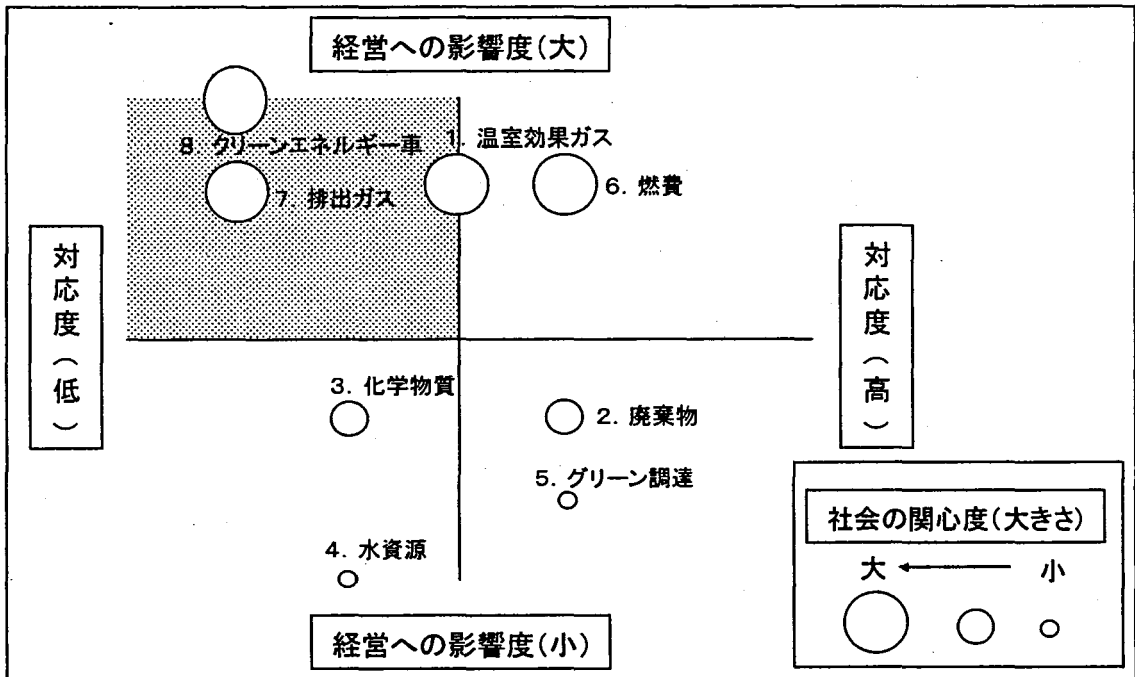 経営への影響度(大)
8. クリーンエネルギー車
1. 温室効果ガス
7. 排出ガス
6. 燃費
対応度(低)
対応度(高)
3. 化学物質
2. 廃棄物
5. グリーン調達
4. 水資源
経営への影響度(小)
社会の関心度(大きさ)
大 小